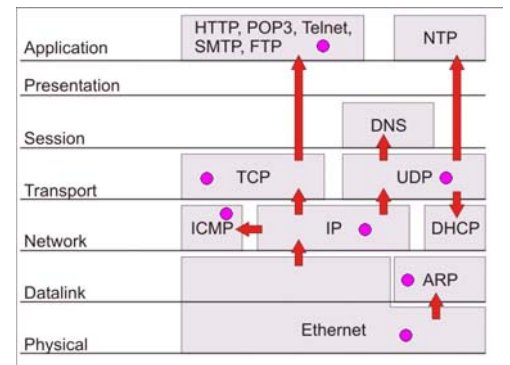 HTTP, POP3, Telnet,
SMTP, FTP
NTP
Application
Presentation
DNS
Session
TCP
UDP
Transport
ICMP
IP
DHCP
Network
ARP
Datalink
Ethernet
Physical